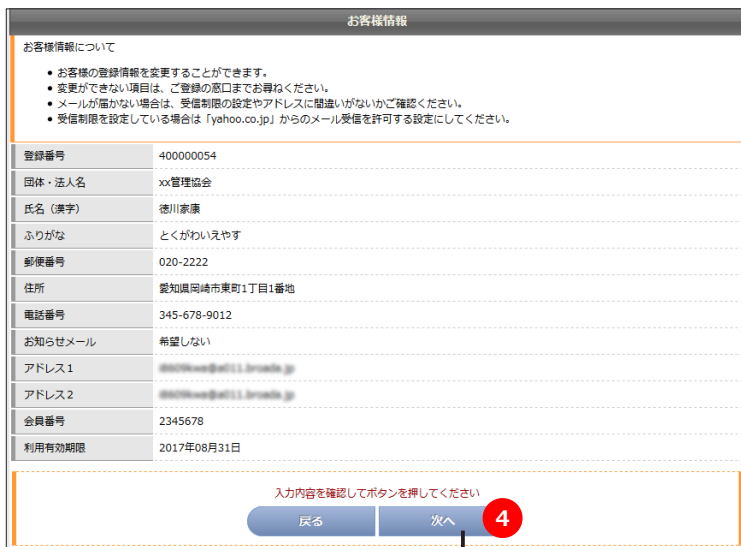 お客様情報
お客様情報について
• お客様の登録情報を変更することができます。
• 変更ができない項目は、ご登録の窓口までお尋ねください。
• メールが届かない場合は、受信制限の設定やアドレスに間違いがないかご確認ください。
• 受信制限を設定している場合は「yahoo.co.jp」からのメール受信を許可する設定にしてください。
登録番号 400000054
団体・法人名 xx管理協会
氏名（漢字） 徳川家康
ふりがな とくがわいえやす
郵便番号 020-2222
住所 愛知県岡崎市東町1丁目1番地
電話番号 345-678-9012
お知らせメール 希望しない
アドレス１
アドレス２
会員番号 2345678
利用有効期限 2017年08月31日
入力内容を確認してボタンを押してください
戻る 次へ 4